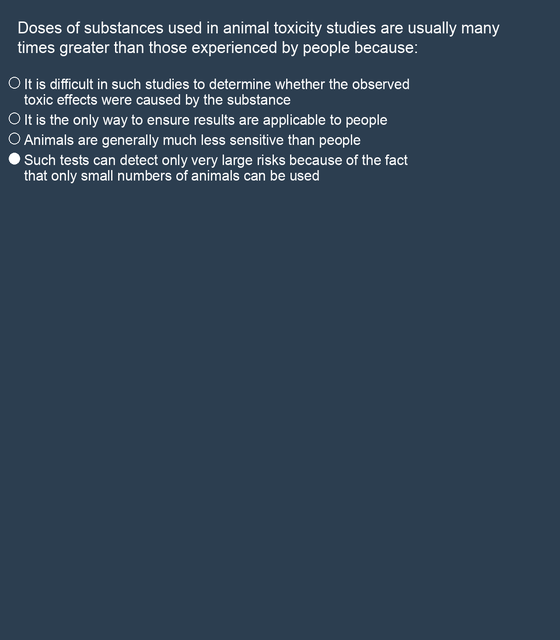 Doses of substances used in animal toxicity studies are usually many
times greater than those experienced by people because:
It is difficult in such studies to determine whether the observed
toxic effects were caused by the substance
It is the only way to ensure results are applicable to people
Animals are generally much less sensitive than people
Such tests can detect only very large risks because of the fact
that only small numbers of animals can be used